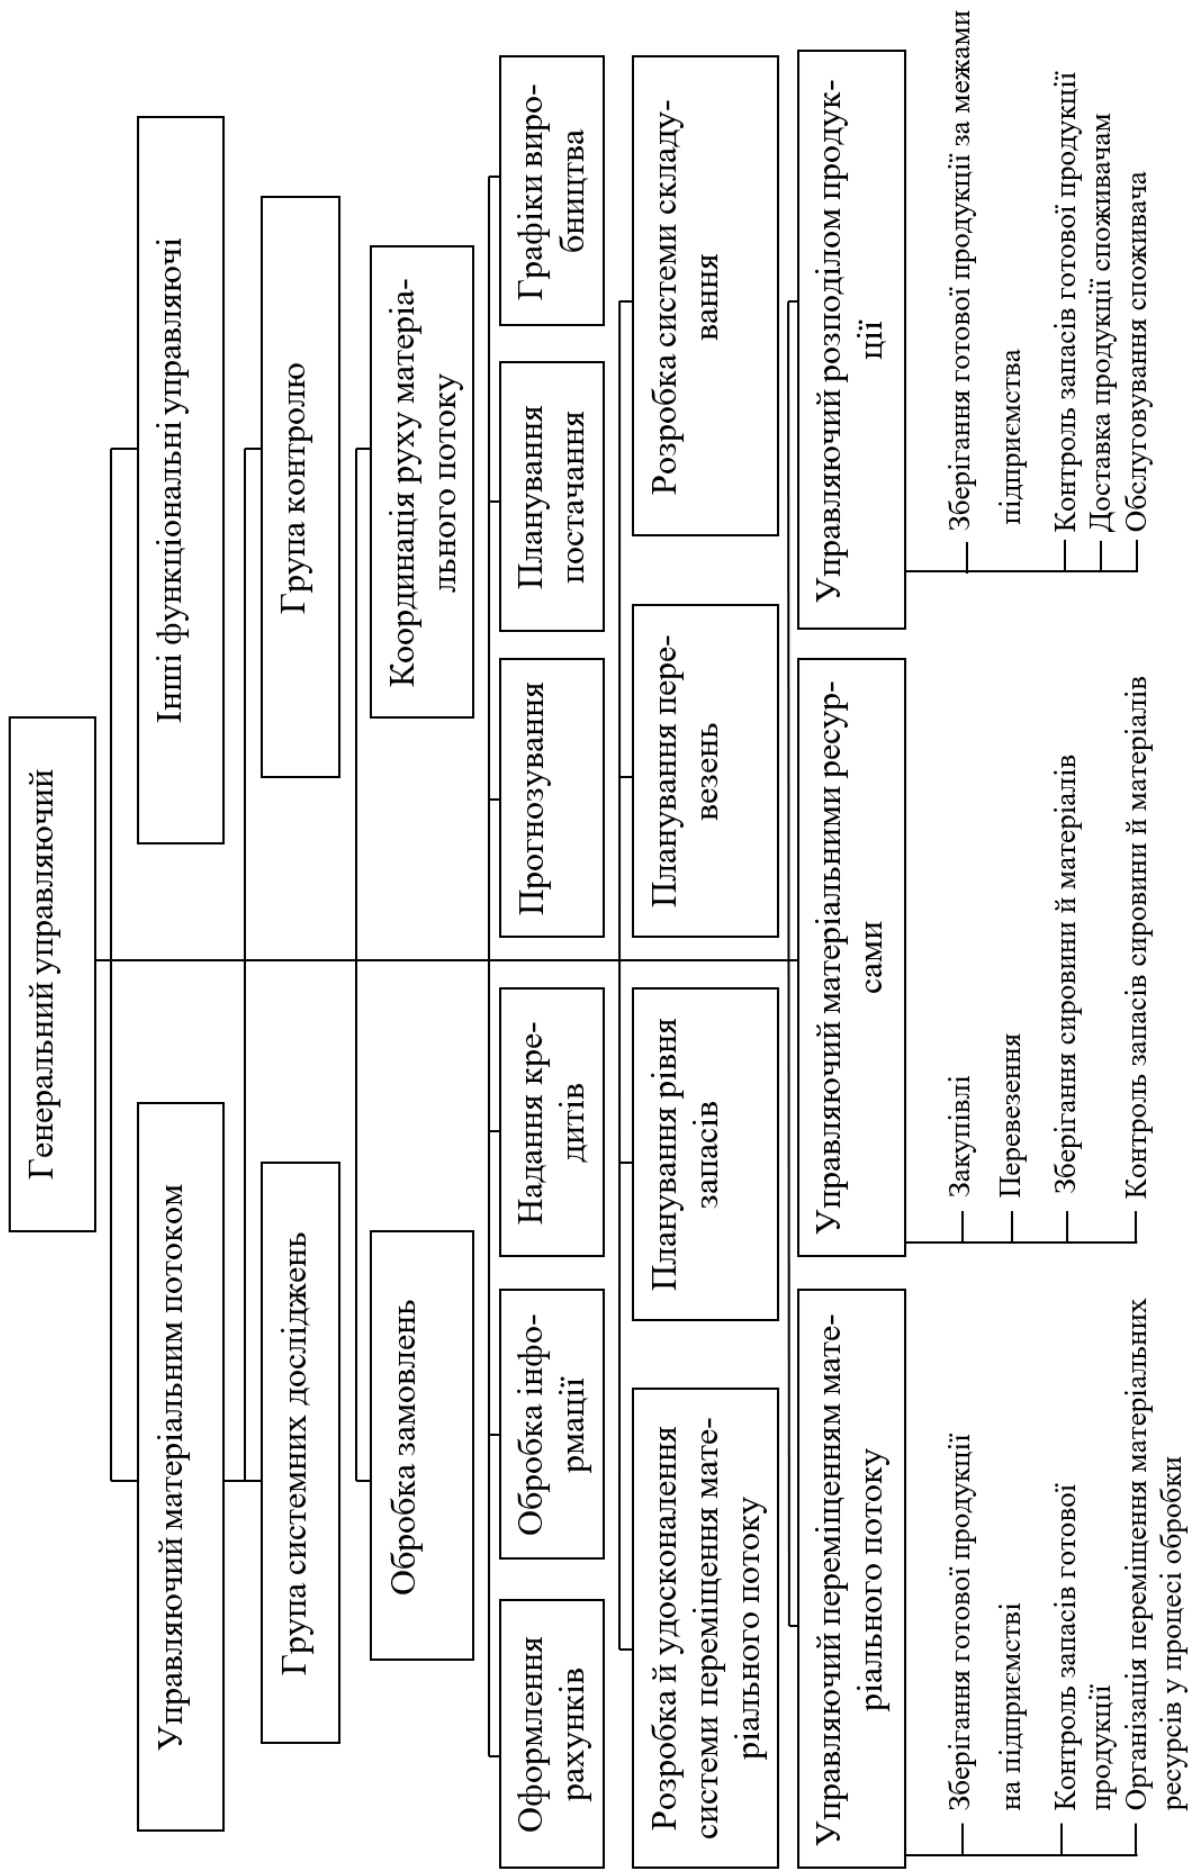 Генеральний управляючий
Управляючий матеріальним потоком
Інші функціональні управляючі
Група системних досліджень
Група контролю
Обробка замовлень
Координація руху матеріа-
льного потоку
Оформлення
рахунків
Обробка інфо-
рмації
Надання кре-
дитів
Прогнозування
Планування
постачання
Графіки виро-
бництва
Розробка й удосконалення
системи переміщення мате-
ріального потоку
Планування рівня
запасів
Планування пере-
везень
Розробка системи складу-
вання
Управляючий переміщенням мате-
ріального потоку
Управляючий матеріальними ресур-
сами
Управляючий розподілом продук-
ції
Зберігання готової продукції
на підприємстві
Контроль запасів готової
продукції
Організація переміщення матеріальних
ресурсів у процесі обробки
Закупівлі
Перевезення
Зберігання сировини й матеріалів
Контроль запасів сировини й матеріалів
Зберігання готової продукції за межами
підприємства
Контроль запасів готової продукції
Доставка продукції споживачам
Обслуговування споживача